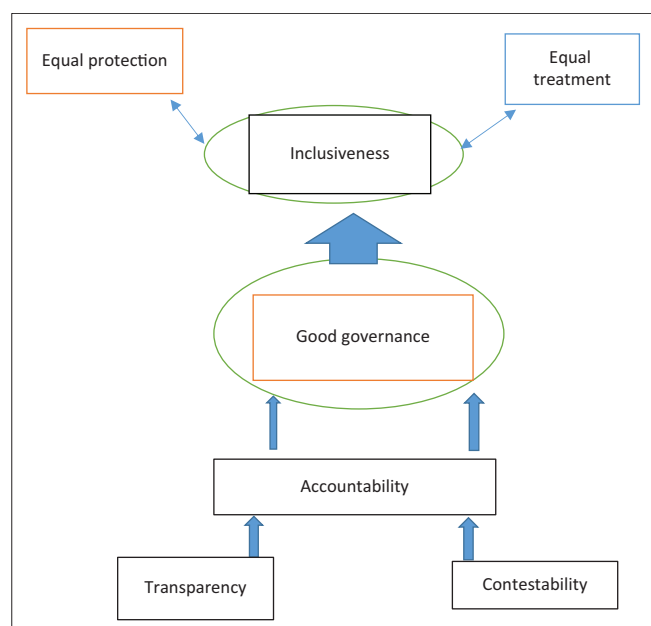 Equal protection
Equal
treatment
Inclusiveness
Good governance
Accountability
Transparency
Contestability